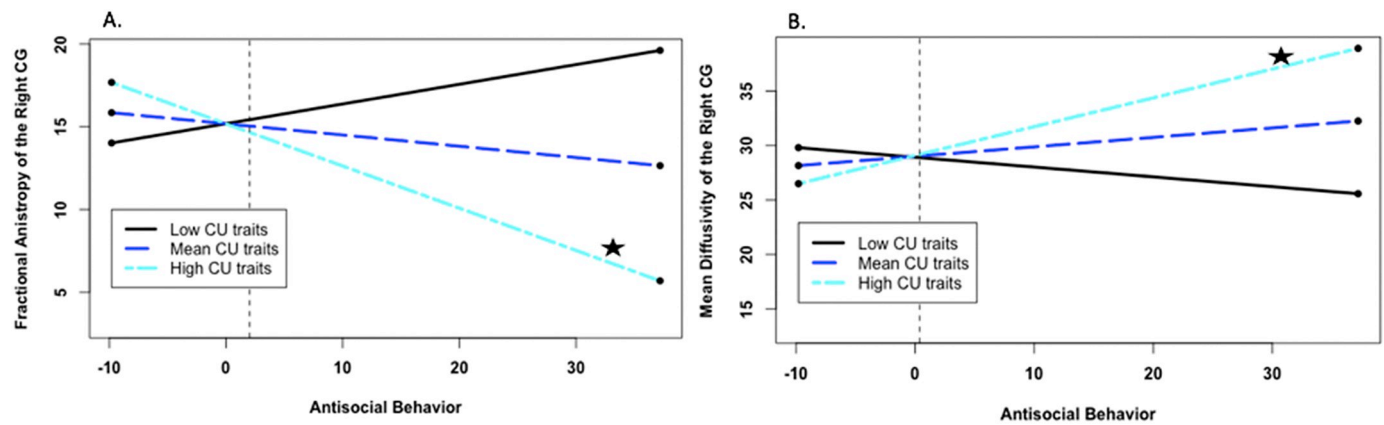 A.
Fractional Anistropy of the Right CG
20
15
10
5
Low CU traits
Mean CU traits
High CU traits
-10
0
10
20
30
Antisocial Behavior
B.
Mean Diffusivity of the Right CG
35
30
25
20
15
Low CU traits
Mean CU traits
High CU traits
-10
0
10
20
30
Antisocial Behavior